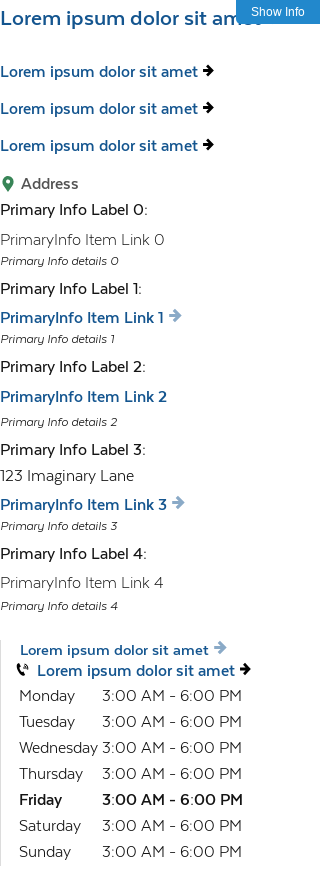 Lorem ipsum dolor sit amet
Show Info
Lorem ipsum dolor sit amet
Lorem ipsum dolor sit amet
Lorem ipsum dolor sit amet
Address
Primary Info Label 0:
PrimaryInfo Item Link 0
Primary Info details 0
Primary Info Label 1:
PrimaryInfo Item Link 1
Primary Info details 1
Primary Info Label 2:
PrimaryInfo Item Link 2
Primary Info details 2
Primary Info Label 3:
123 Imaginary Lane
PrimaryInfo Item Link 3
Primary Info details 3
Primary Info Label 4:
PrimaryInfo Item Link 4
Primary Info details 4
Lorem ipsum dolor sit amet
Lorem ipsum dolor sit amet
Monday 3:00 AM - 6:00 PM
Tuesday 3:00 AM - 6:00 PM
Wednesday 3:00 AM - 6:00 PM
Thursday 3:00 AM - 6:00 PM
Friday 3:00 AM - 6:00 PM
Saturday 3:00 AM - 6:00 PM
Sunday 3:00 AM - 6:00 PM